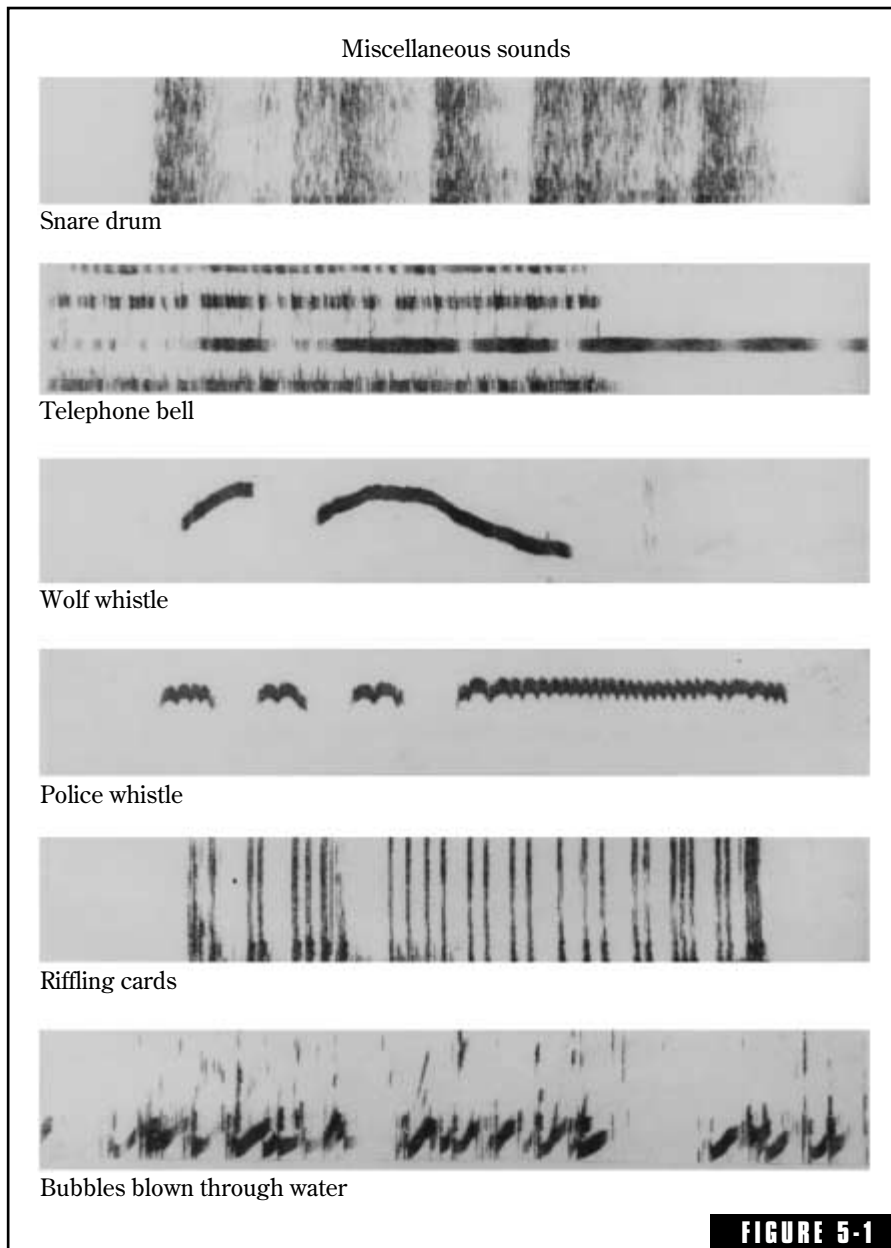 Miscellaneous sounds
Snare drum
Telephone bell
Wolf whistle
Police whistle
Riffling cards
Bubbles blown through water
FIGURE 5-1